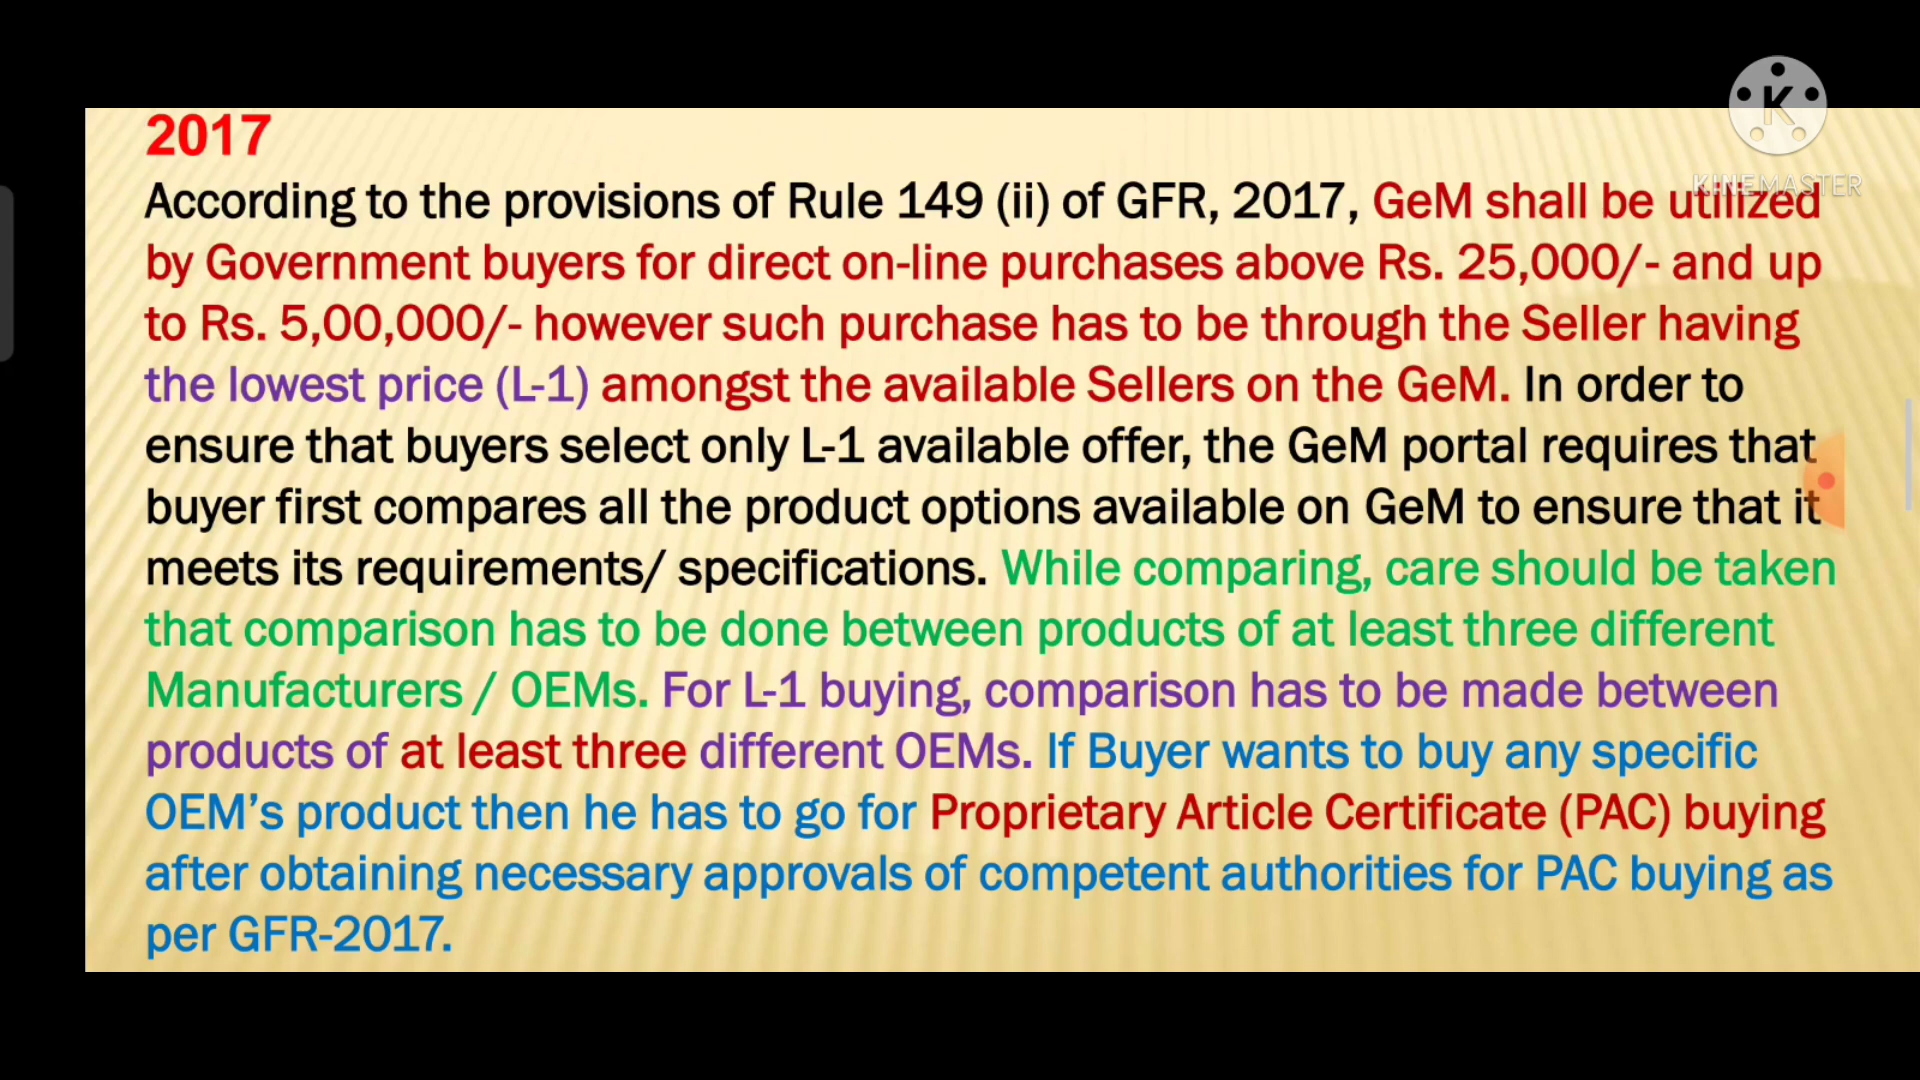 2017
K
KINEMASTER
According to the provisions of Rule 149 (ii) of GFR, 2017, GeM shall be utilized
by Government buyers for direct on-line purchases above Rs. 25,000/- and up
to Rs. 5,00,000/- however such purchase has to be through the Seller having
the lowest price (L-1) amongst the available Sellers on the GeM. In order to
ensure that buyers select only L-1 available offer, the GeM portal requires that
buyer first compares all the product options available on GeM to ensure that it
meets its requirements/ specifications. While comparing, care should be taken
that comparison has to be done between products of at least three different
Manufacturers / OEMs. For L-1 buying, comparison has to be made between
products of at least three different OEMs. If Buyer wants to buy any specific
OEM’s product then he has to go for Proprietary Article Certificate (PAC) buying
after obtaining necessary approvals of competent authorities for PAC buying as
per GFR-2017.